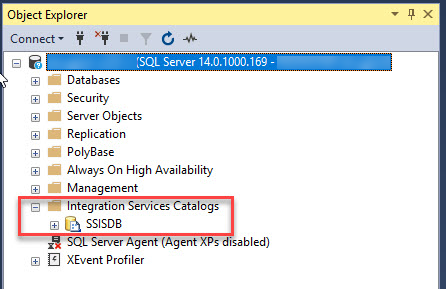 Object Explorer
Connect
(SQL Server 14.0.1000.169 -
Databases
Security
Server Objects
Replication
PolyBase
Always On High Availability
Management
Integration Services Catalogs
SSISDB
SQL Server Agent (Agent XPs disabled)
XEvent Profiler